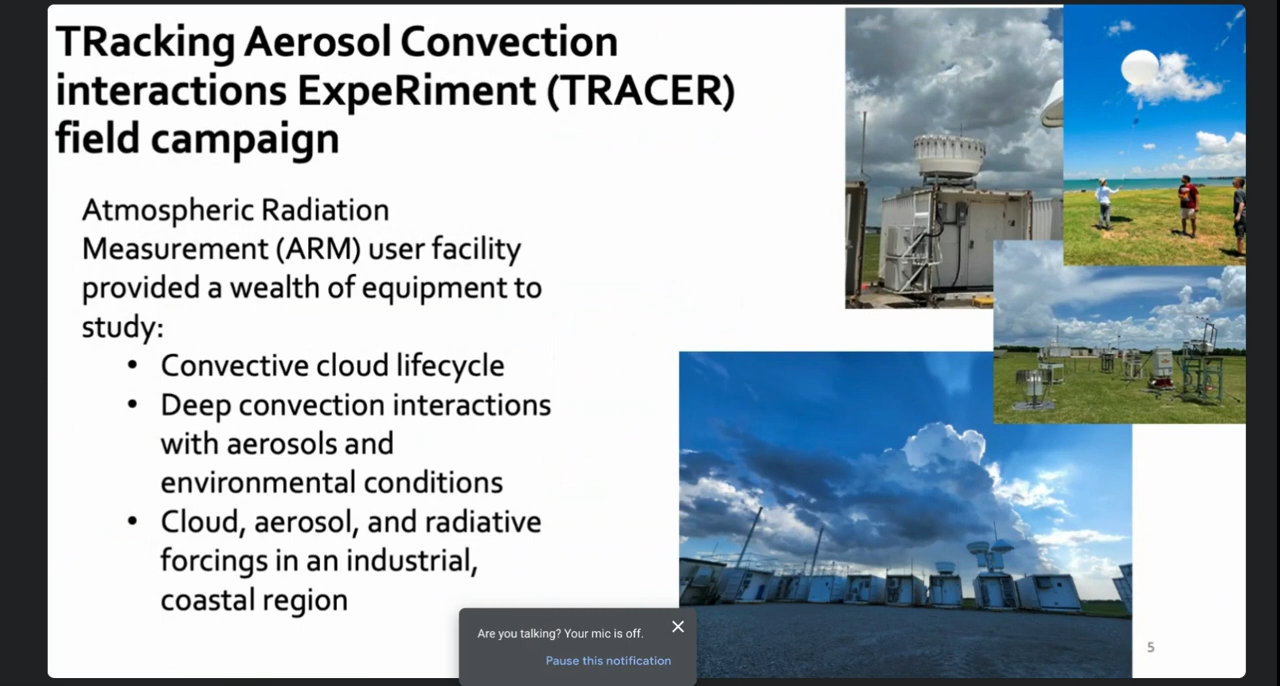 TRacking Aerosol Convection
interactions ExpeRiment (TRACER)
field campaign
Atmospheric Radiation
Measurement (ARM) user facility
provided a wealth of equipment to
study:
• Convective cloud lifecycle
• Deep convection interactions
with aerosols and
environmental conditions
• Cloud, aerosol, and radiative
forcings in an industrial,
coastal region
Are you talking? Your mic is off.
Pause this notification
5